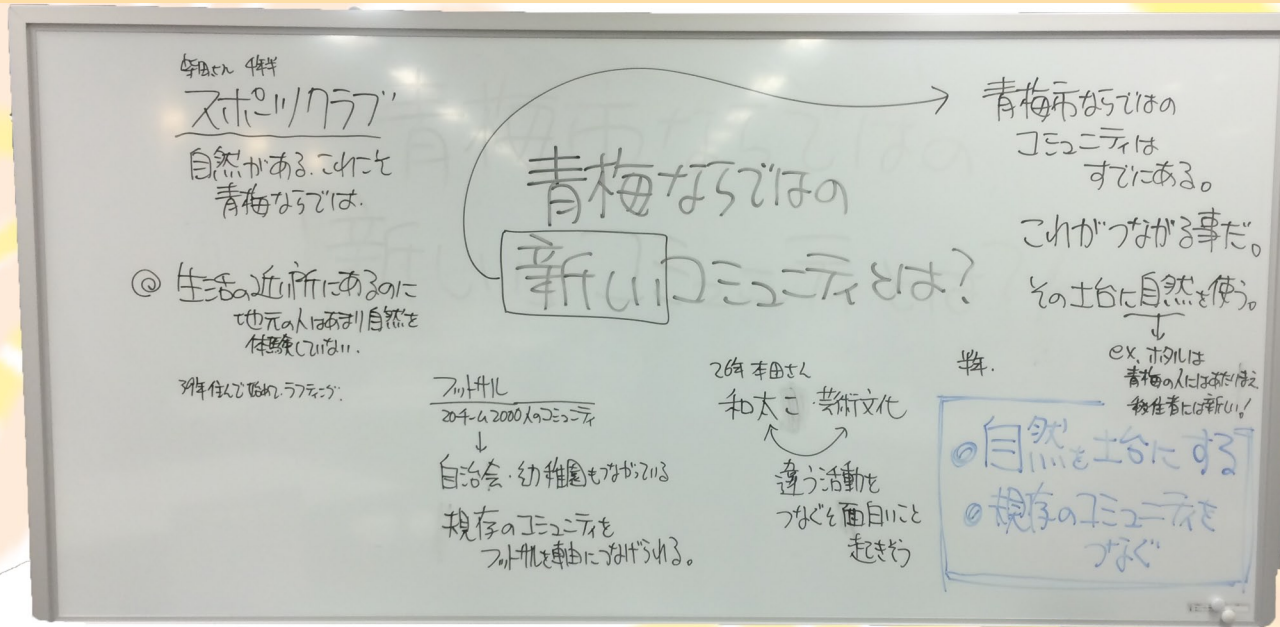 4年半
スポーツクラブ
自然がある.これこそ
青梅ならでは.
@ 生活の近所にあるのに
地元の人はあまり自然を
体験していない.
39年住んで始めて.ラフティング.
青梅ならではの
新しいコミュニティとは?
フットサル
20チーム2000人のコミュニティ
↓
自治会・幼稚園もつながっている
規存のコミュニティを
フットサルを軸につなげられる。
26年 本田さん
和太こ・芸術文化
違う活動を
つなぐそ面白いこと
起きそう
青梅市ならではの
コミュニティは
すでにある。
これがつながる事だ。
その土台に自然を使う。
↓
ex. ホタルは
青梅の人にはあたりまえ
移住者には新しい!
半年.
◎自然を土台にする
◎規存のコミュニティを
つなぐ